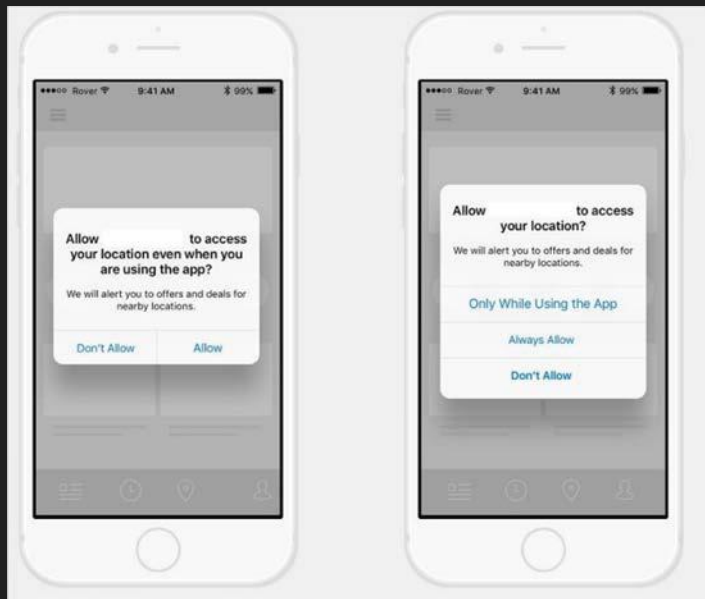 ●●●○○ Rover 9:41 AM 99%
Allow to access
your location even when you
are using the app?
We will alert you to offers and deals for
nearby locations.
Don't Allow Allow
●●●○○ Rover 9:41 AM 99%
Allow to access
your location?
We will alert you to offers and deals for
nearby locations.
Only While Using the App
Always Allow
Don't Allow